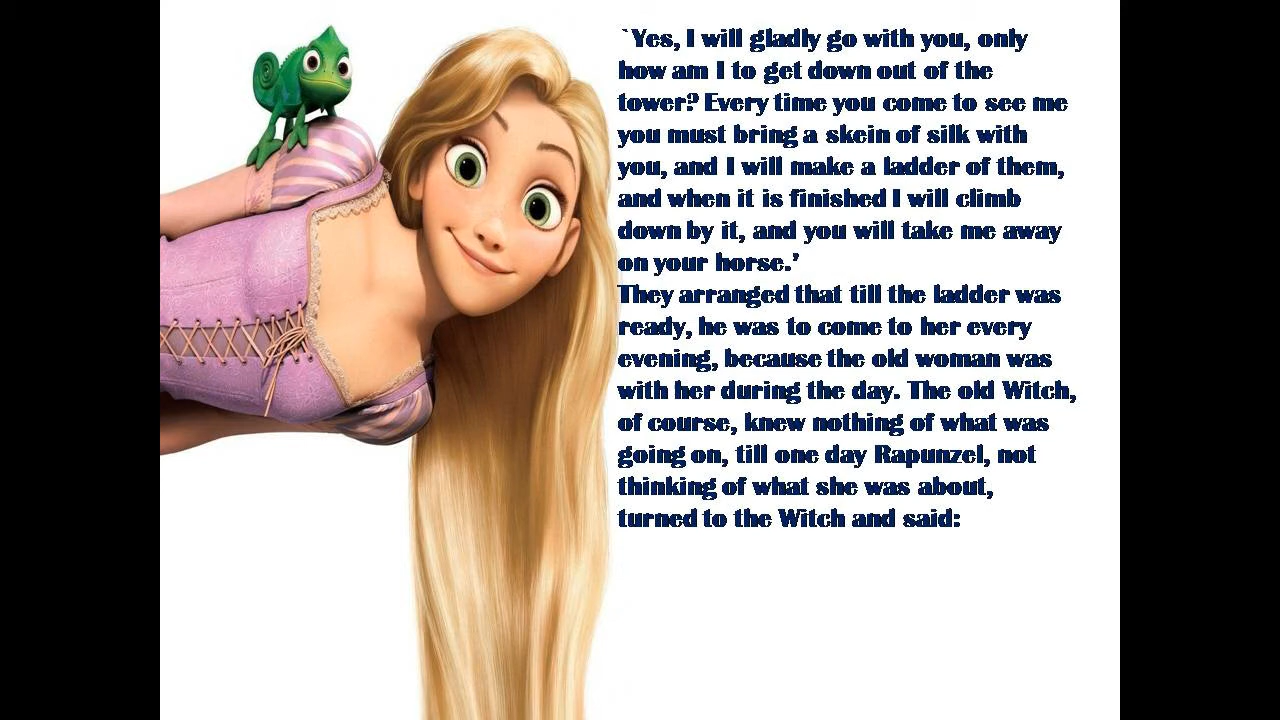 `Yes, I will gladly go with you, only
how am I to get down out of the
tower? Every time you come to see me
you must bring a skein of silk with
you, and I will make a ladder of them,
and when it is finished I will climb
down by it, and you will take me away
on your horse.’
They arranged that till the ladder was
ready, he was to come to her every
evening, because the old woman was
with her during the day. The old Witch,
of course, knew nothing of what was
going on, till one day Rapunzel, not
thinking of what she was about,
turned to the Witch and said: